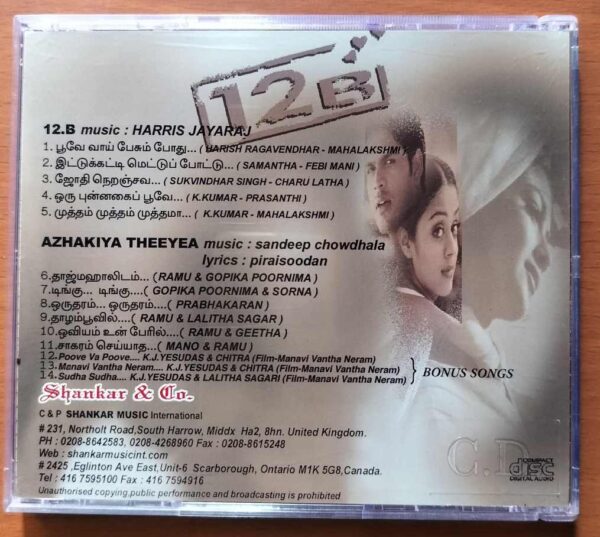 12B
12.B music : HARRIS JAYARAJ
1. பூவே வாய் பேசும் போது... ( HARISH RAGAVENDHAR - MAHALAKSHMI )
2. இட்டுக்கட்டி மெட்டுப் போட்டு... ( SAMANTHA - FEBI MANI )
3. ஜோதி நெறஞ்சவ... ( SUKVINDHAR SINGH - CHARU LATHA )
4. ஒரு புன்னகைப் பூவே... ( K.KUMAR - PRASANTHI )
5. முத்தம் முத்தம் முத்தமா... ( K.KUMAR - MAHALAKSHMI )
AZHAKIYA THEEYEA music : sandeep chowdhala
lyrics : piraisoodan
6.தாஜ்மஹாலிடம்... ( RAMU & GOPIKA POORNIMA )
7.டிங்கு... டிங்கு....( GOPIKA POORNIMA & SORNA )
8.ஒருதரம்... ஒருதரம்....( PRABHAKARAN )
9.தாழம்பூவில்....( RAMU & LALITHA SAGAR )
10.ஒவியம் உன் பேரில்... ( RAMU & GEETHA )
11.சாகரம் செய்யாத...( MANO & RAMU )
12.Poove Va Poove.... K.J.YESUDAS & CHITRA (Film-Manavi Vantha Neram)
13.Manavi Vantha Neram....K.J.YESUDAS & CHITRA (Film-Manavi Vantha Neram)
14.Sudha Sudha.... K.J.YESUDAS & LALITHA SAGARI (Film-Manavi Vantha Neram)
BONUS SONGS
Shankar & Co.
C & P SHANKAR MUSIC International
# 231, Northolt Road,South Harrow, Middx Ha2, 8hn. United Kingdom.
PH : 0208-8642583, 0208-4268960 Fax : 0208-8615248
Web : shankarmusicint.com
# 2425 ,Eglinton Ave East,Unit-6 Scarborough, Ontario M1K 5G8,Canada.
Tel : 416 7595100 Fax : 416 7594916
Unauthorised copying,public performance and broadcasting is prohibited
C.D
COMPACT
disc
DIGITAL AUDIO